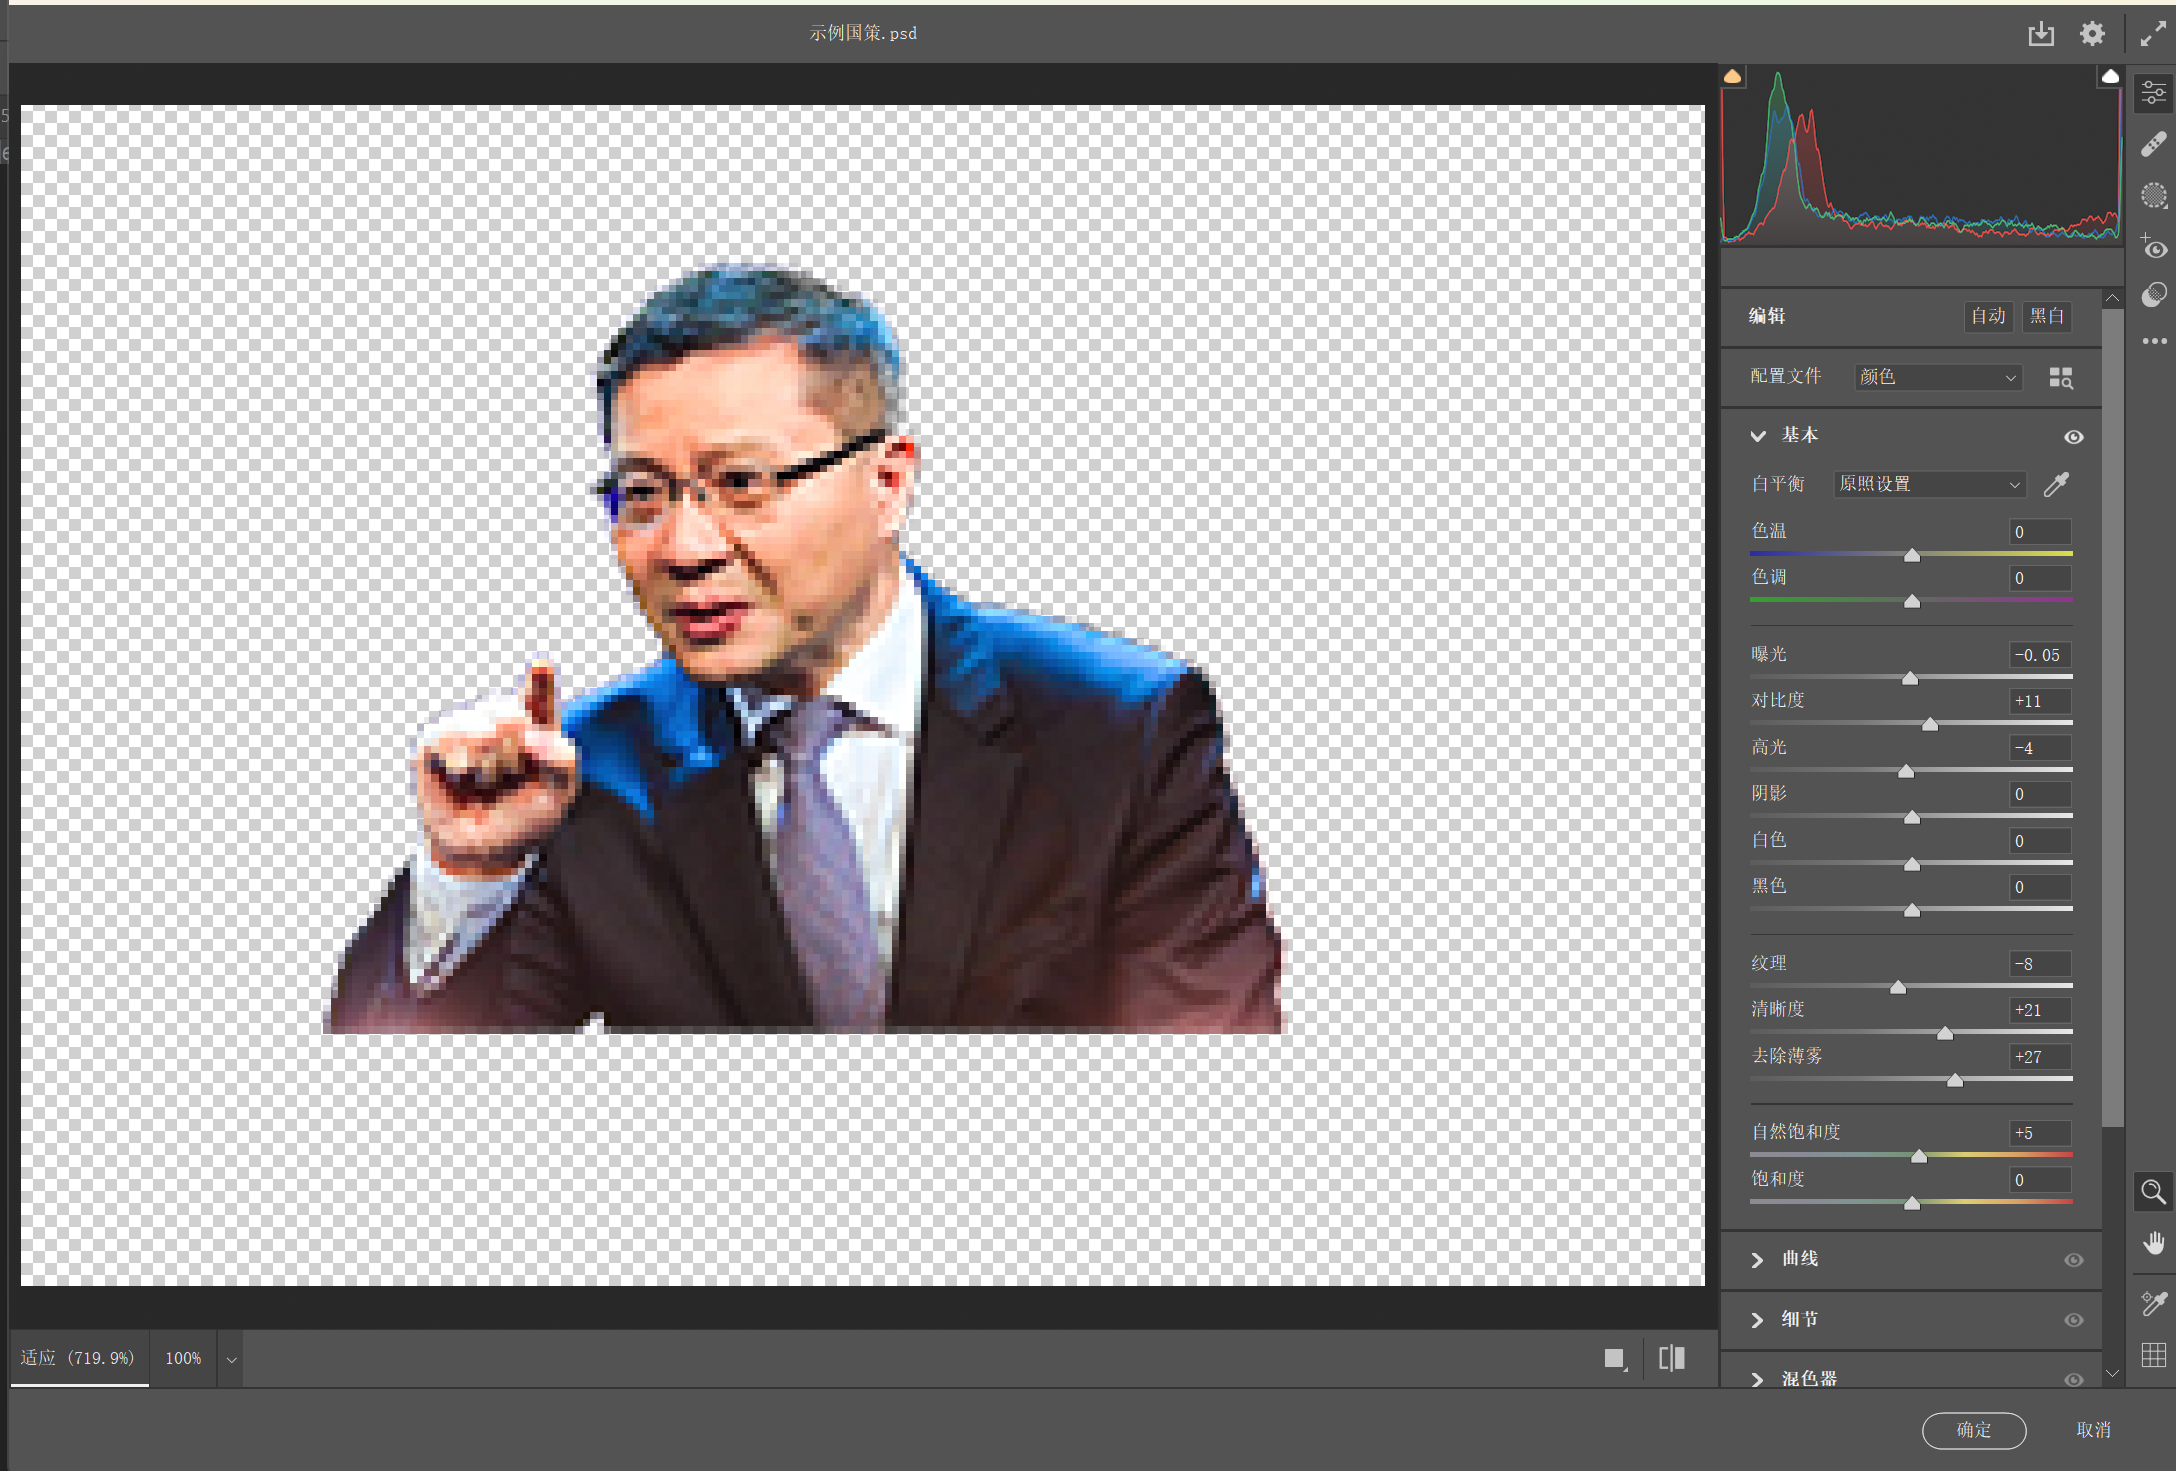 示例国策.psd
编辑
自动
黑白
配置文件
颜色
基本
白平衡
原照设置
色温
0
色调
0
曝光
-0.05
对比度
+11
高光
-4
阴影
0
白色
0
黑色
0
纹理
-8
清晰度
+21
去除薄雾
+27
自然饱和度
+5
饱和度
0
曲线
细节
混色器
适应 (719.9%)
100%
确定
取消